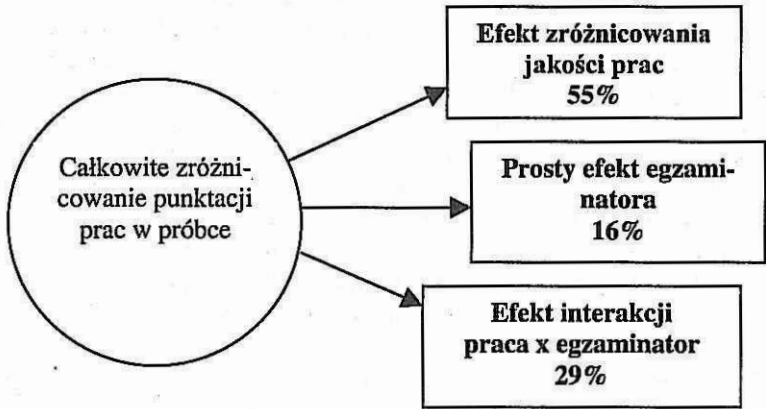 Całkowite zróżni-
cowanie punktacji
prac w próbce
Efekt zróżnicowania
jakości prac
55%
Prosty efekt egzami-
natora
16%
Efekt interakcji
praca x egzaminator
29%